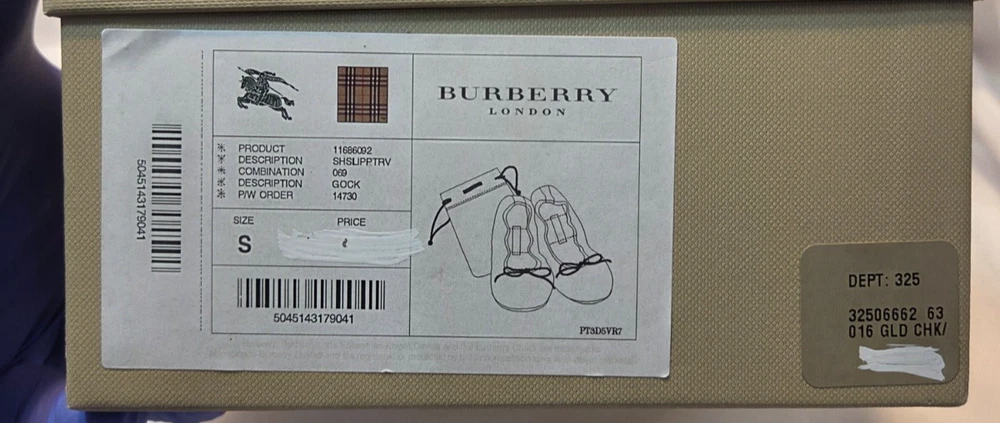 5045143179041
BURBERRY
LONDON
PRODUCT 11686092
DESCRIPTION SHSLIPPTRV
COMBINATION 069
DESCRIPTION GOCK
P/W ORDER 14730
SIZE PRICE
S
5045143179041
PT3D5VR7
DEPT: 325
32506662 63
016 GLD CHK/